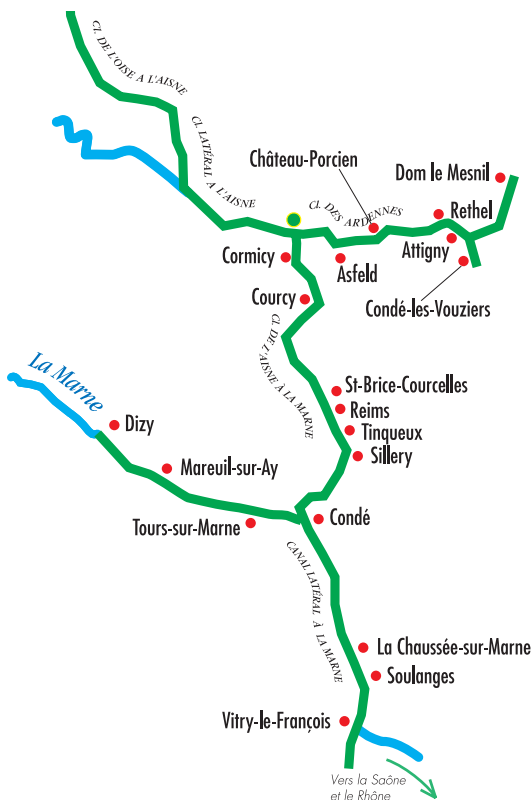 CL. DE L'OISE A L'AISNE
CL. LATÉRAL A L'AISNE
Château-Porcien
Dom le Mesnil
CL. DES ARDENNES
Rethel
Attigny
Cormicy
Asfeld
Courcy
Condé-les-Vouziers
CL. DE L'AISNE À LA MARNE
La Marne
St-Brice-Courcelles
Reims
Dizy
Tinqueux
Sillery
Mareuil-sur-Ay
Tours-sur-Marne
Condé
CANAL LATÉRAL À LA MARNE
La Chaussée-sur-Marne
Soulanges
Vitry-le-François
Vers la Saône
et le Rhône